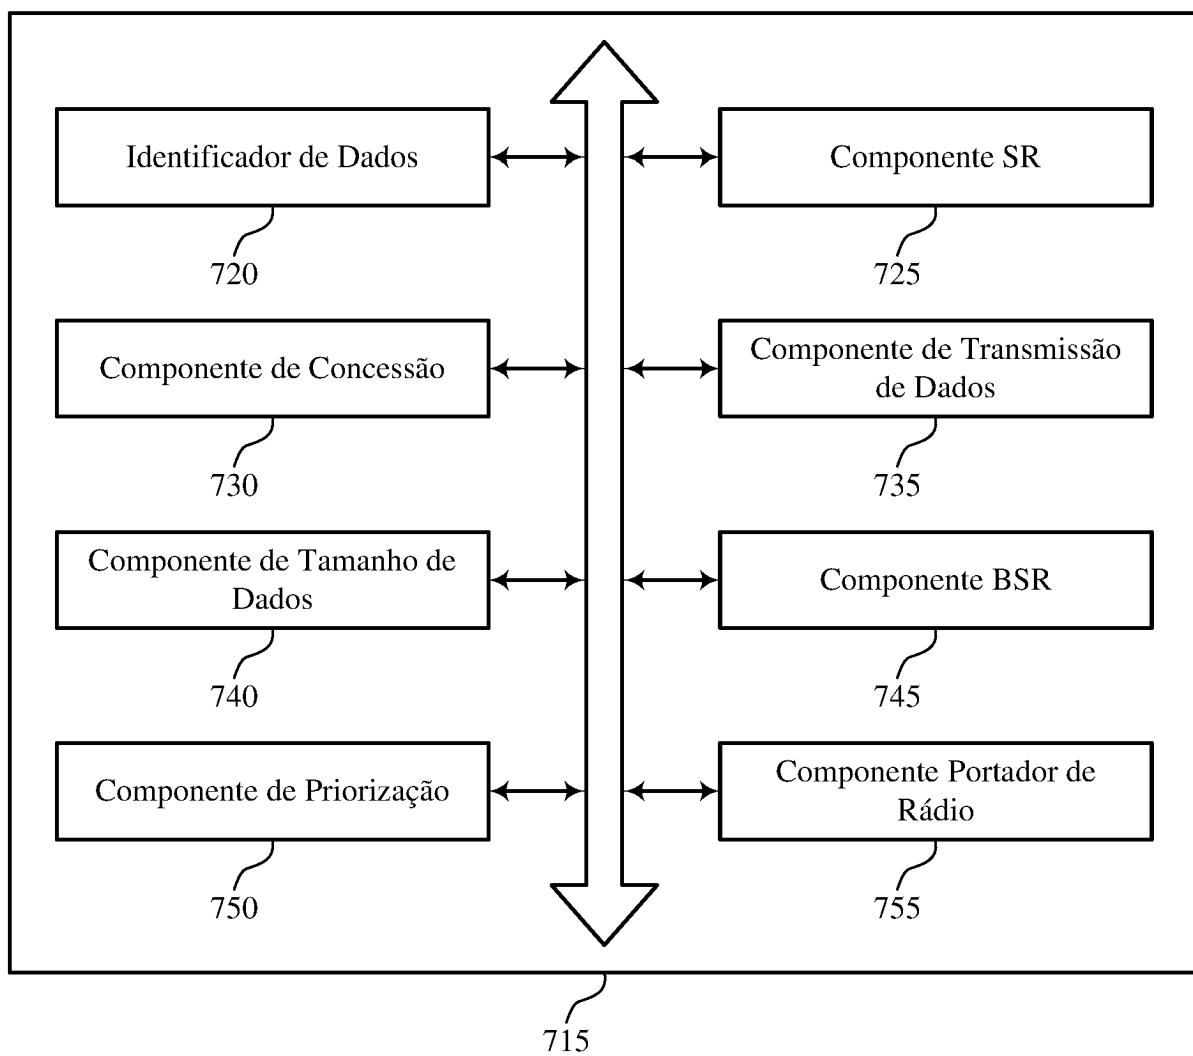 Identificador de Dados
Componente SR
720
725
Componente de Concessão
Componente de Transmissão
de Dados
730
735
Componente de Tamanho de
Dados
Componente BSR
740
745
Componente de Priorização
Componente Portador de
Rádio
750
755
715